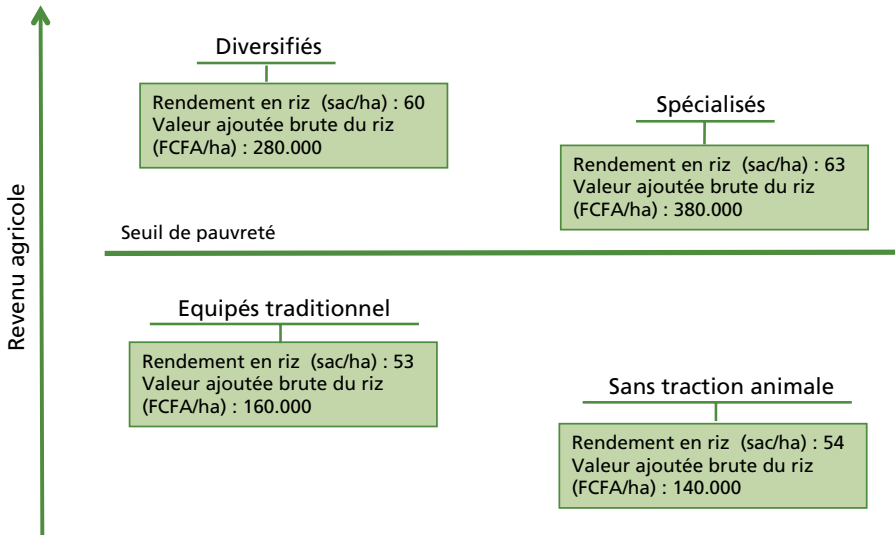 Revenu agricole
Diversifiés
Rendement en riz (sac/ha) : 60
Valeur ajoutée brute du riz
(FCFA/ha) : 280.000
Spécialisés
Rendement en riz (sac/ha) : 63
Valeur ajoutée brute du riz
(FCFA/ha) : 380.000
Seuil de pauvreté
Equipés traditionnel
Rendement en riz (sac/ha) : 53
Valeur ajoutée brute du riz
(FCFA/ha) : 160.000
Sans traction animale
Rendement en riz (sac/ha) : 54
Valeur ajoutée brute du riz
(FCFA/ha) : 140.000